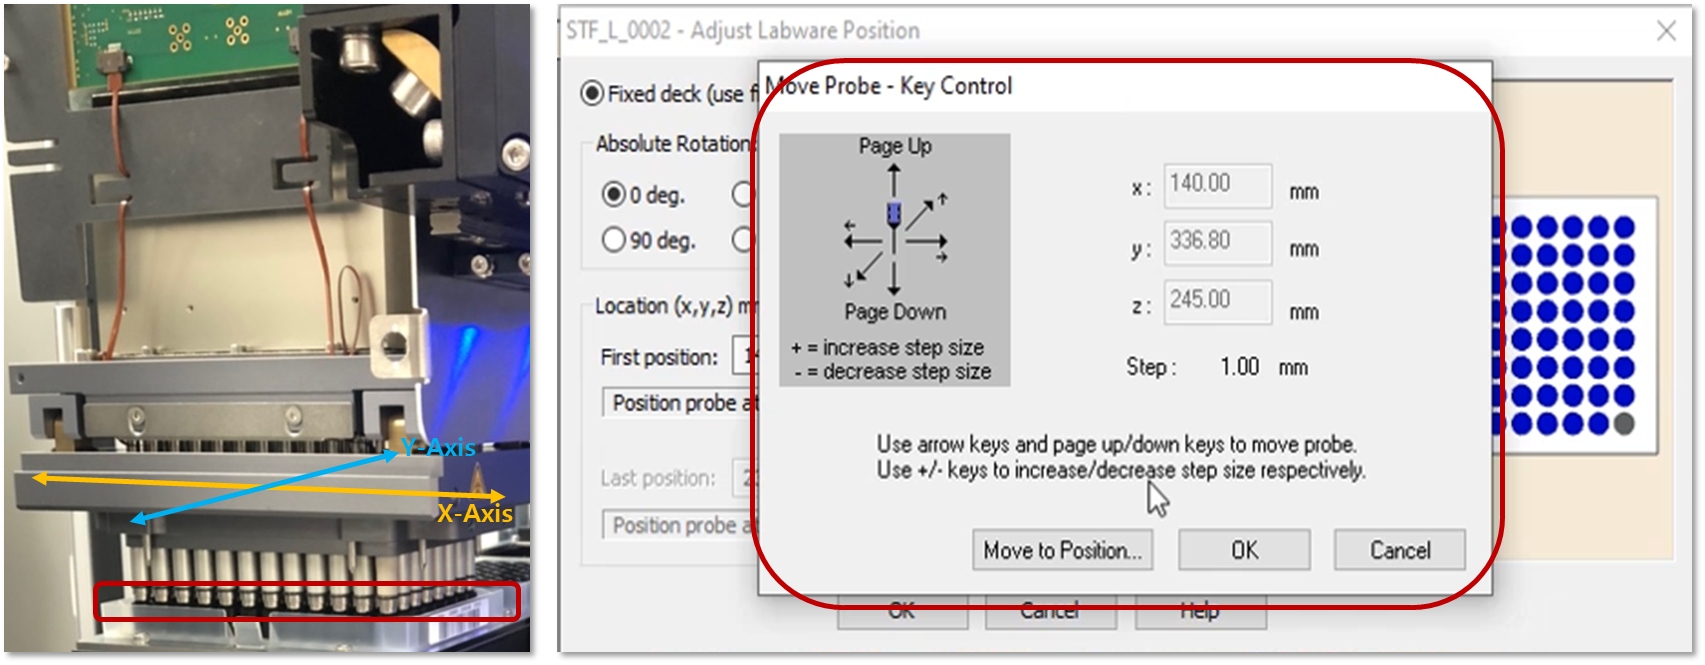 Y-Axis
X-Axis
STF_L_0002 - Adjust Labware Position
Fixed deck (use
Absolute Rotation
0 deg.
90 deg.
Location (x,y,z)
First position:
Position probe at
Last position:
Position probe
OK
Cancel
Help
Move Probe - Key Control
Page Up
Page Down
+ = increase step size
- = decrease step size
x: 140.00 mm
y: 336.80 mm
z: 245.00 mm
Step: 1.00 mm
Use arrow keys and page up/down keys to move probe.
Use +/- keys to increase/decrease step size respectively.
Move to Position...
OK
Cancel